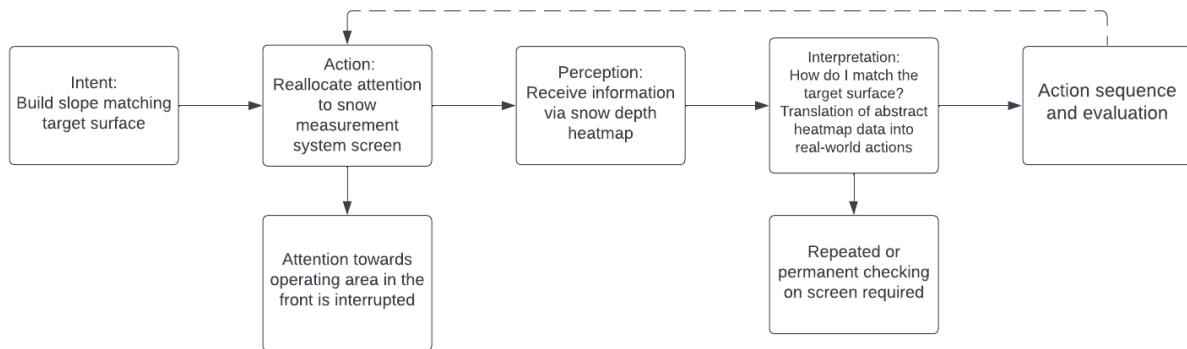 Intent:
Build slope matching
target surface
Action:
Reallocate attention
to snow
measurement
system screen
Perception:
Receive information
via snow depth
heatmap
Interpretation:
How do I match the
target surface?
Translation of abstract
heatmap data into
real-world actions
Action sequence
and evaluation
Attention towards
operating area in the
front is interrupted
Repeated or
permanent checking
on screen required